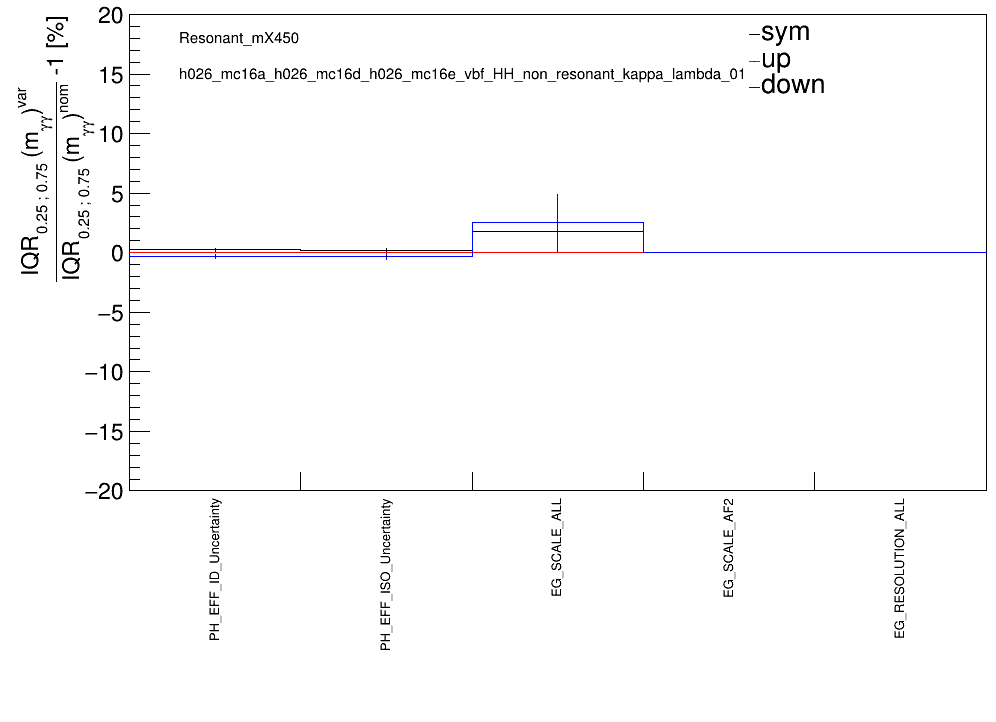 IQR0.25 ; 0.75 (mγγ)var
IQR0.25 ; 0.75 (mγγ)nom -1 [%]
20
15
10
5
0
−5
−10
−15
−20
Resonant_mX450
h026_mc16a_h026_mc16d_h026_mc16e_vbf_HH_non_resonant_kappa_lambda_01
sym
up
down
PH_EFF_ID_Uncertainty
PH_EFF_ISO_Uncertainty
EG_SCALE_ALL
EG_SCALE_AF2
EG_RESOLUTION_ALL